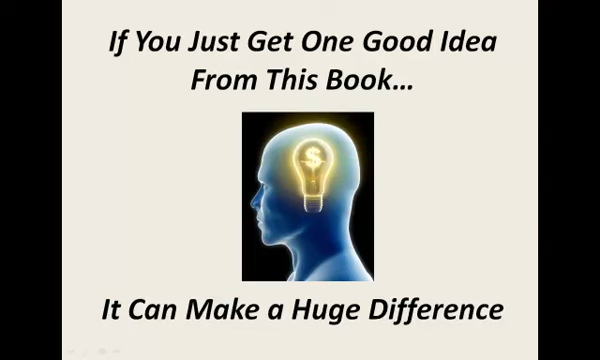 If You Just Get One Good Idea
From This Book...
$
It Can Make a Huge Difference